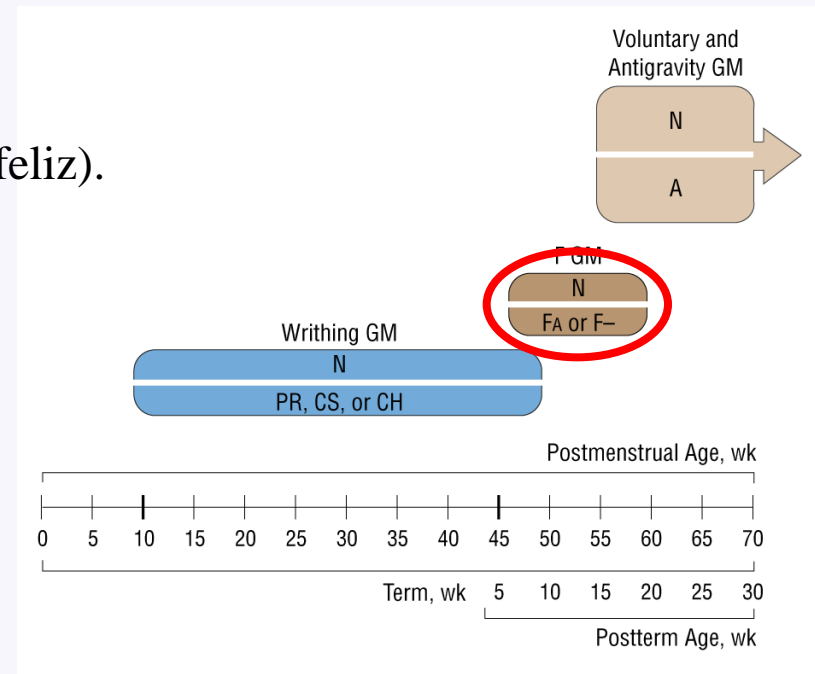 Voluntary and
Antigravity GM
N
A
feliz).
F GM
N
FA or F–
Writhing GM
N
PR, CS, or CH
Postmenstrual Age, wk
0 5 10 15 20 25 30 35 40 45 50 55 60 65 70
Term, wk 5 10 15 20 25 30
Postterm Age, wk